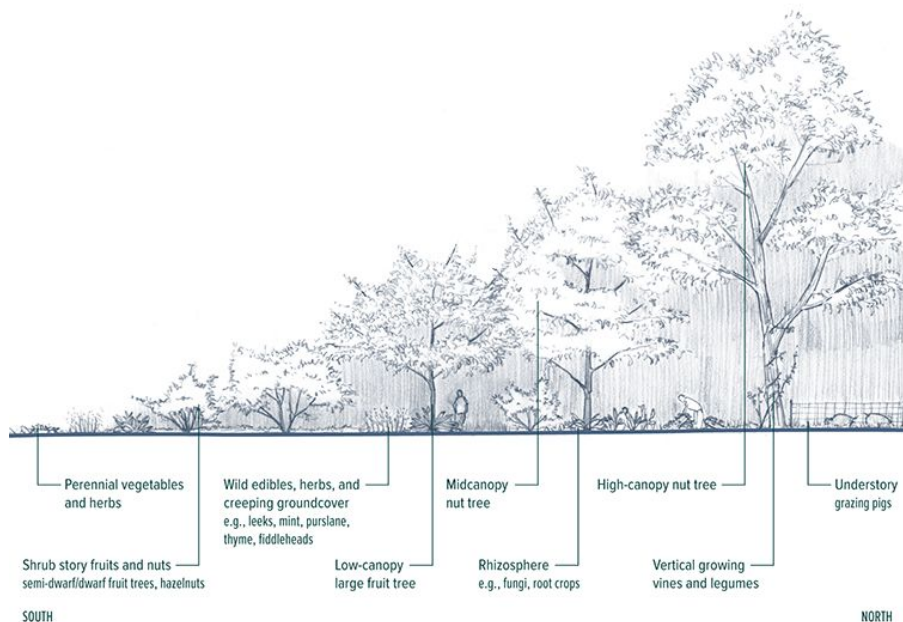 Perennial vegetables
and herbs
Wild edibles, herbs, and
creeping groundcover
e.g., leeks, mint, purslane,
thyme, fiddleheads
Midcanopy
nut tree
High-canopy nut tree
Understory
grazing pigs
Shrub story fruits and nuts
semi-dwarf/dwarf fruit trees, hazelnuts
Low-canopy
large fruit tree
Rhizosphere
e.g., fungi, root crops
Vertical growing
vines and legumes
SOUTH
NORTH